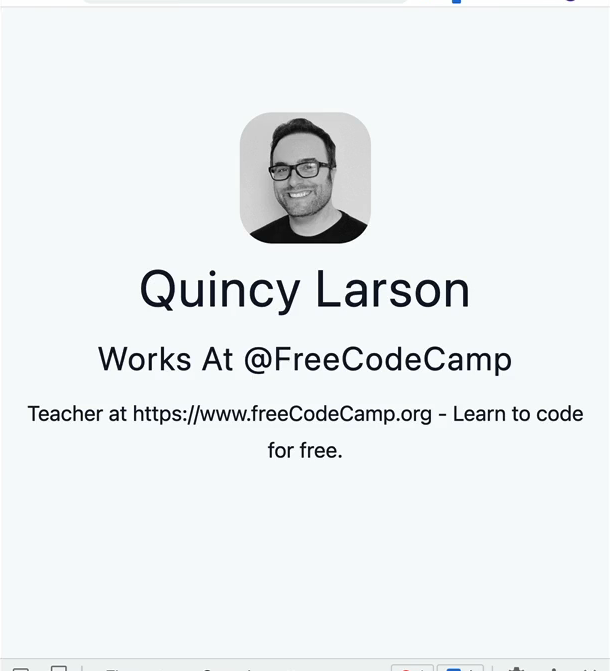 Quincy Larson
Works At @FreeCodeCamp
Teacher at https://www.freeCodeCamp.org - Learn to code
for free.